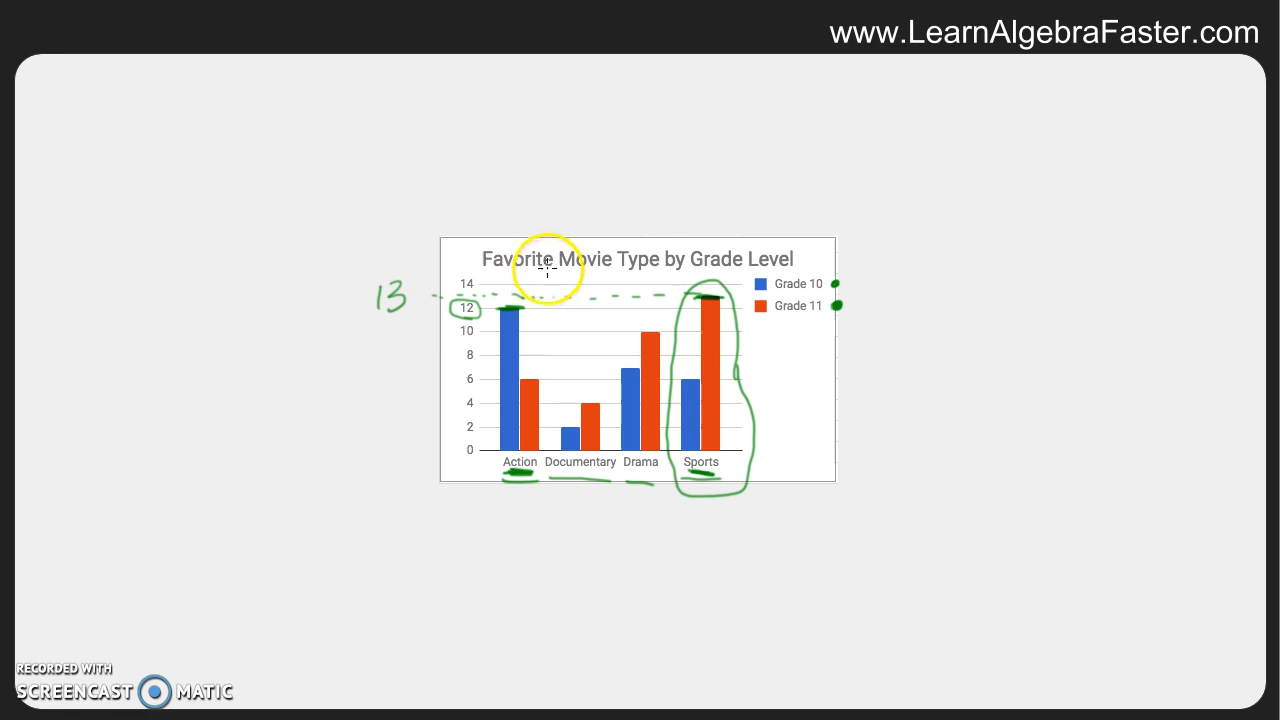 www.LearnAlgebraFaster.com
Favorite Movie Type by Grade Level
14
Grade 10
13
12
Grade 11
10
8
6
4
2
0
Action Documentary Drama Sports
RECORDED WITH
SCREENCAST MATIC